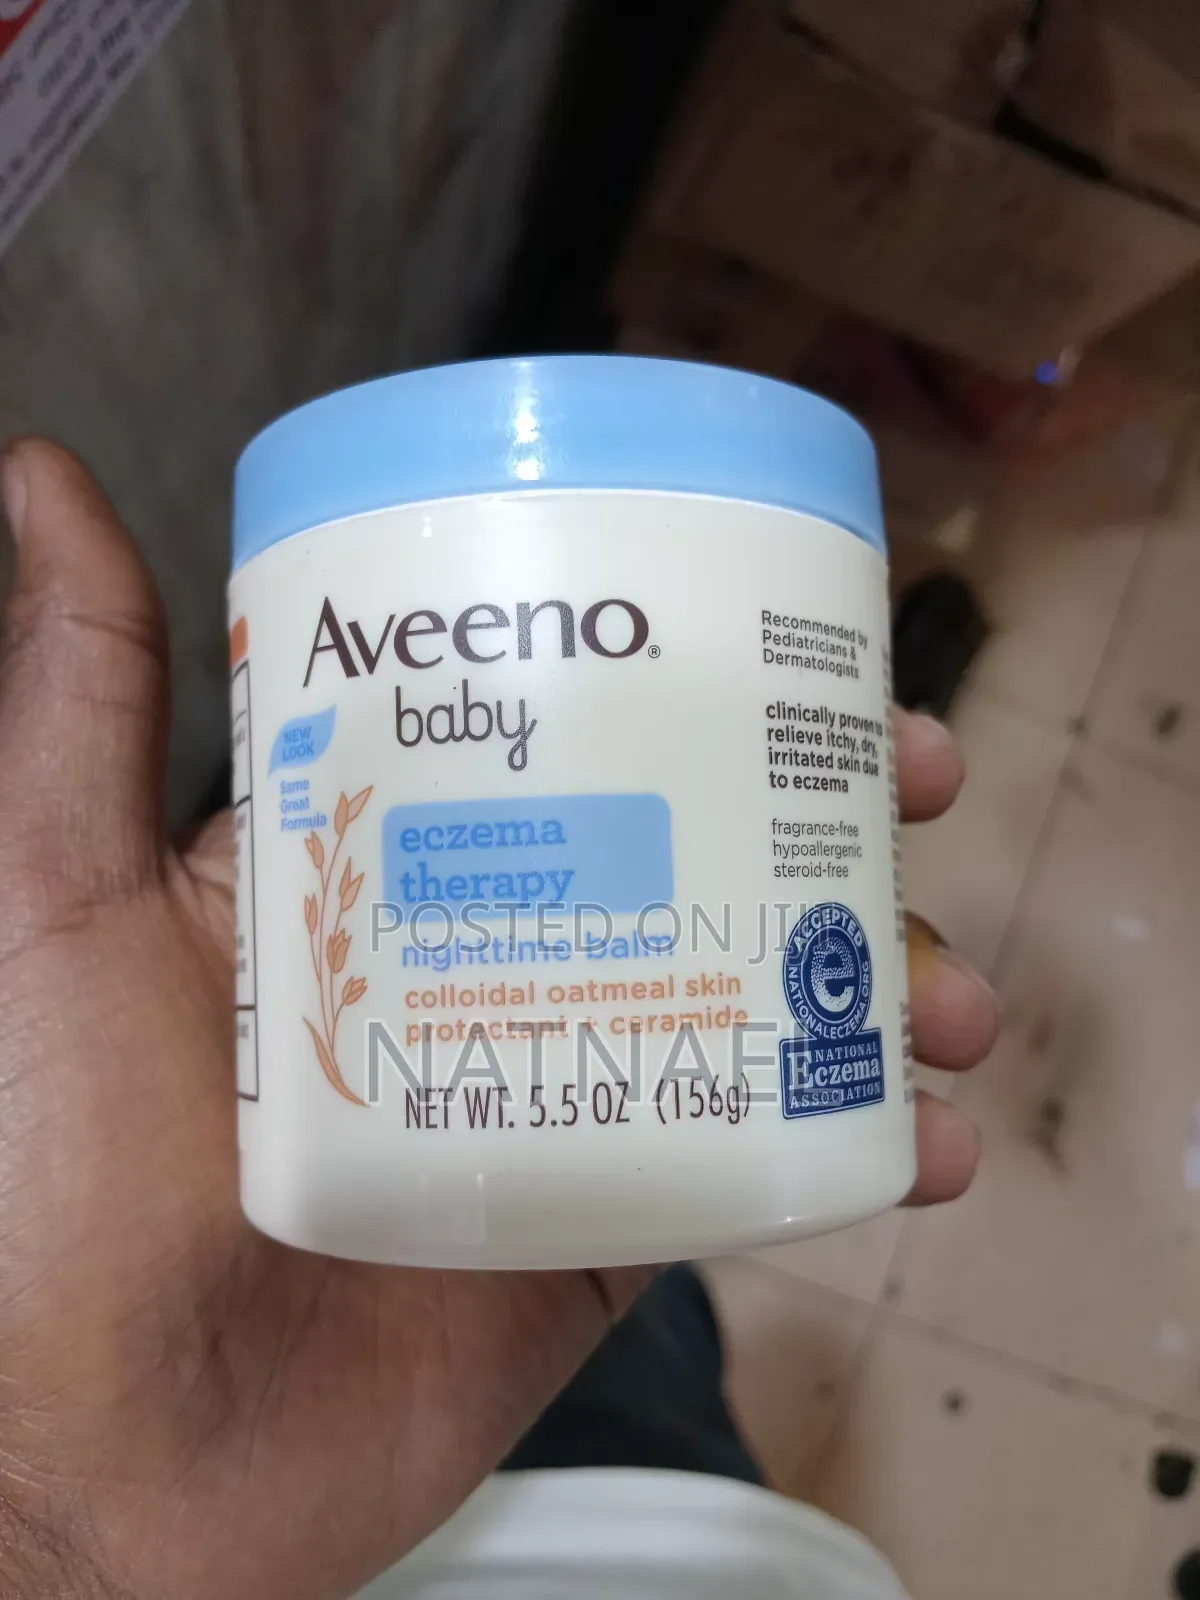 Aveeno®
baby
NEW
LOOK
Same
Great
Formula
eczema
therapy
nighttime balm
colloidal oatmeal skin
protectant + ceramide
NET WT. 5.5 OZ (156g)
Recommended by
Pediatricians &
Dermatologists
clinically proven to
relieve itchy, dry,
irritated skin due
to eczema
fragrance-free
hypoallergenic
steroid-free
ACCEPTED
e
NATIONALECZEMA.ORG
NATIONAL
Eczema
ASSOCIATION
POSTED ON JIJI
NATNAEL